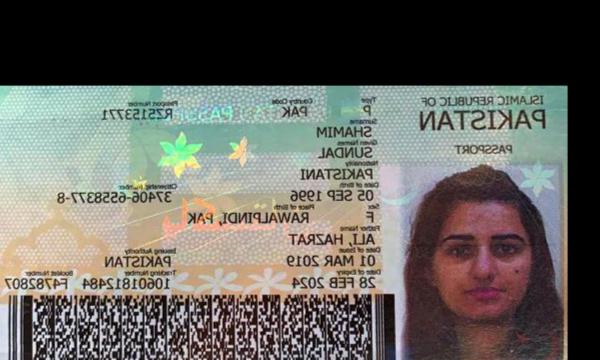 ISLAMIC REPUBLIC OF
PAKISTAN
PASSPORT
Type Country Code Passport Number
P PAK RZ5153771
Surname
SHAMIM
Given Names
SUNDAL
Nationality
PAKISTANI
Date of Birth Citizenship Number
05 SEP 1996 37406-6558377-8
Sex Place of Birth
F RAWALPINDI, PAK
Father Name
ALI, HAZRAT
Date of Issue Issuing Authority
01 MAR 2019 PAKISTAN
Date of Expiry Tracking Number Booklet Number
28 FEB 2024 10601812484 F4782807